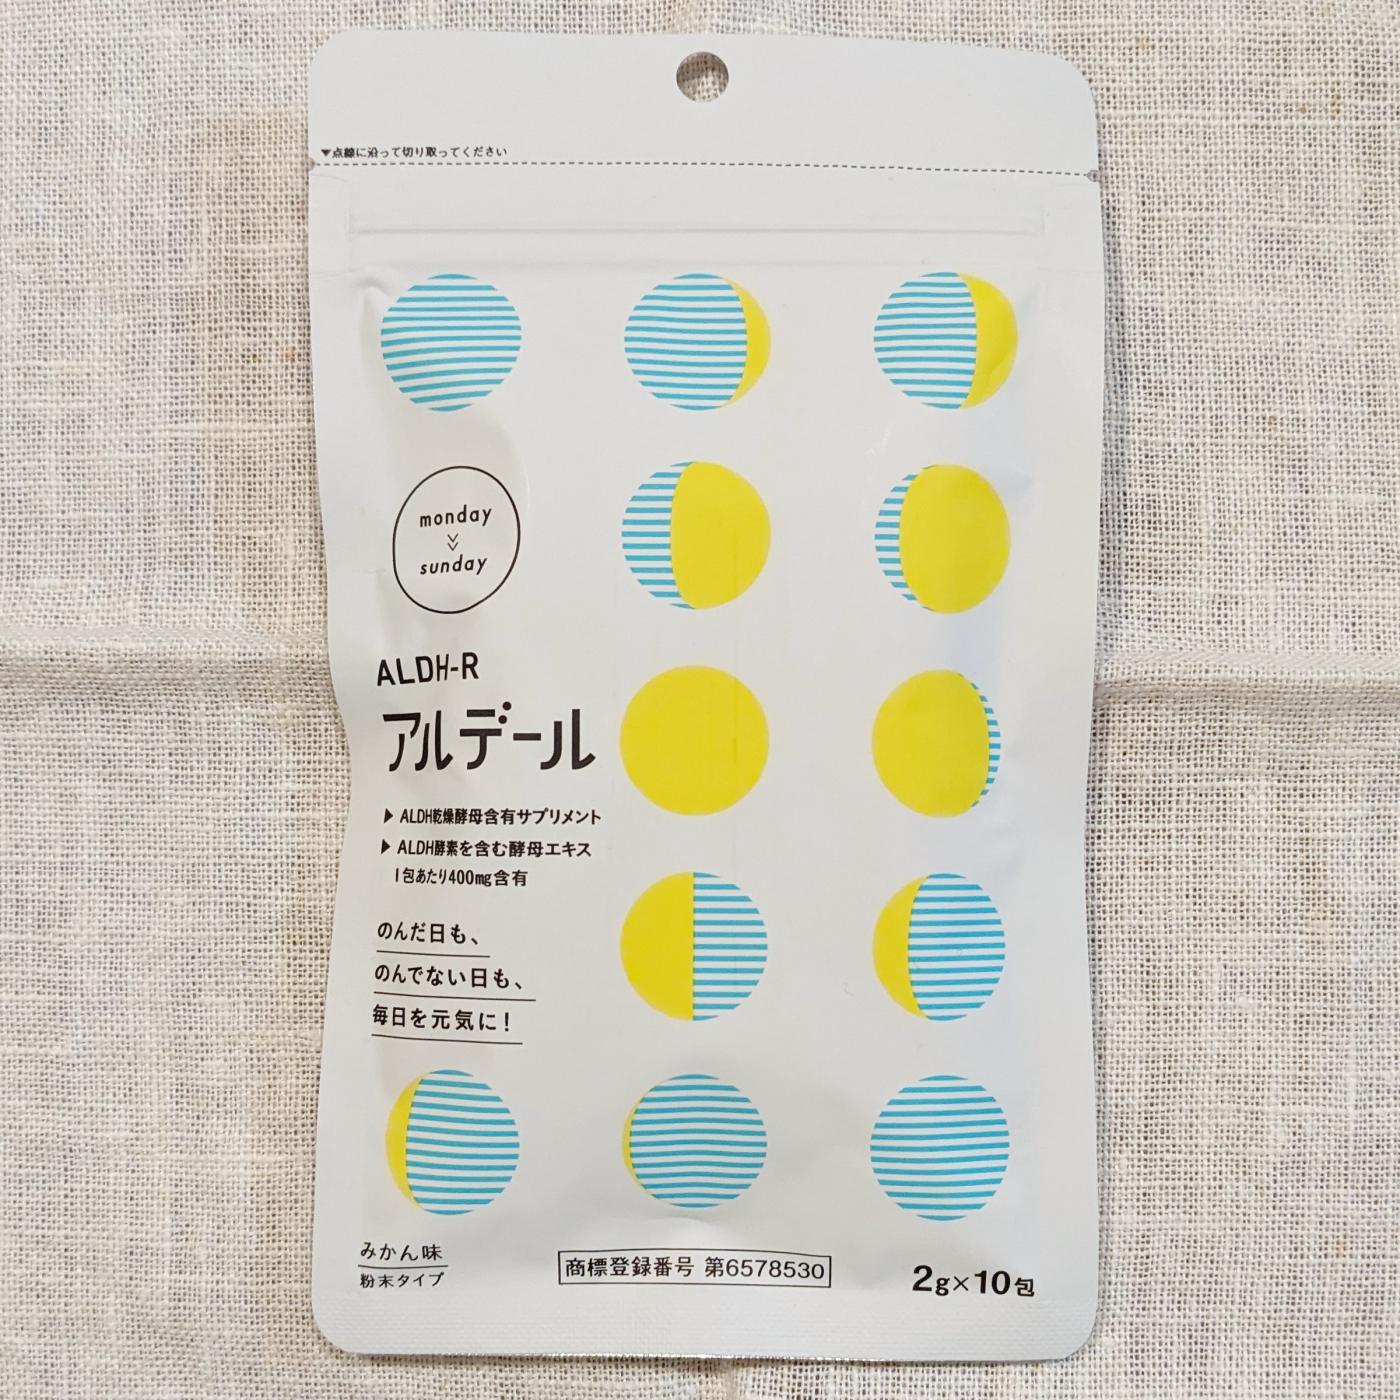 ▼点線に沿って切り取ってください
monday
sunday
ALDH-R
アルデール
▶ ALDH乾燥酵母含有サプリメント
▶ ALDH酵素を含む酵母エキス
1包あたり400mg含有
のんだ日も、
のんでない日も、
毎日を元気に！
みかん味
粉末タイプ
商標登録番号 第6578530
2g×10包